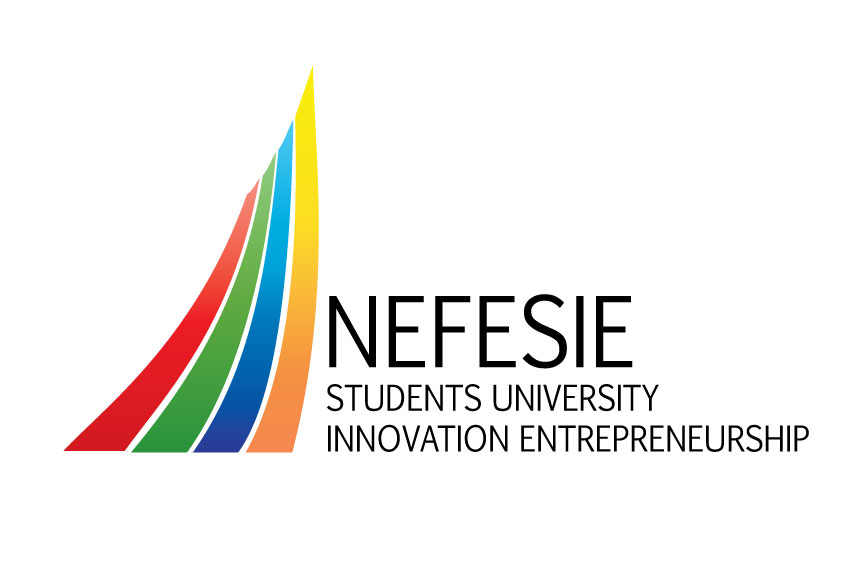 NEFESIE
STUDENTS UNIVERSITY
INNOVATION ENTREPRENEURSHIP